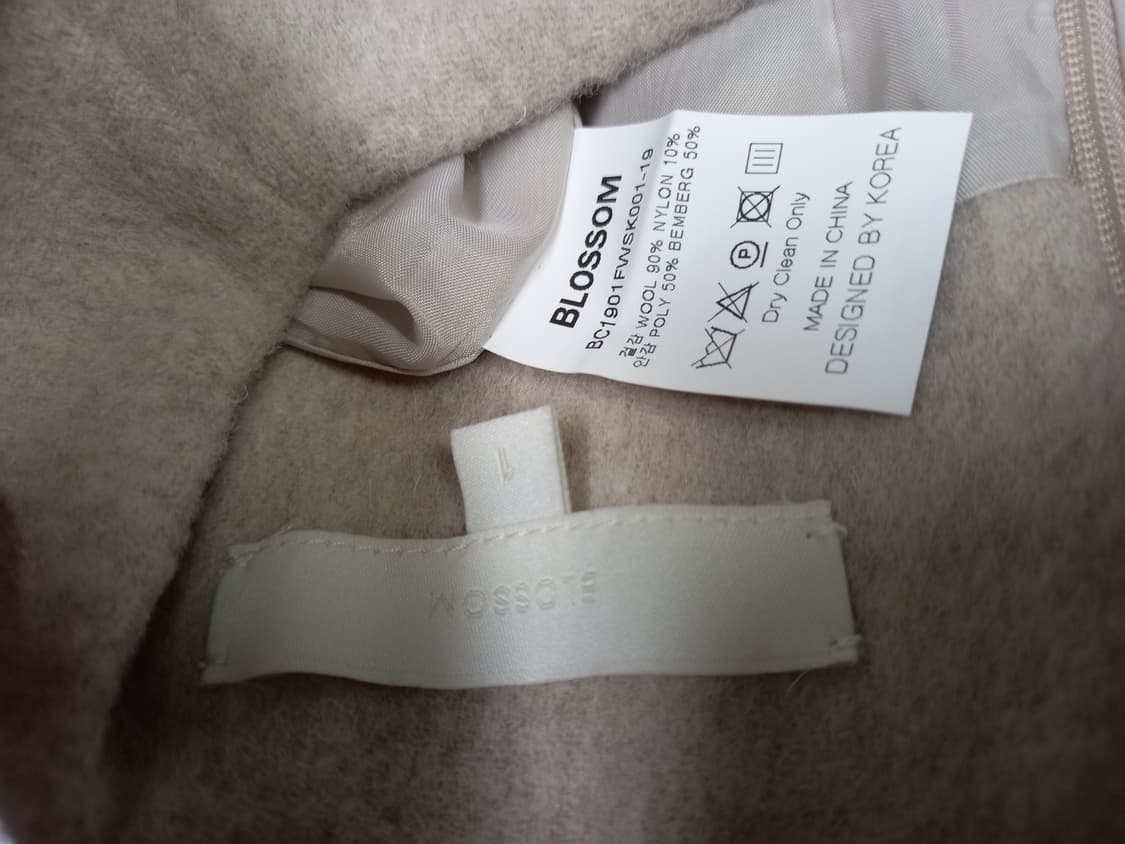 BLOSSOM
BC1901FWSK001-19
겉감 WOOL 90% NYLON 10%
안감 POLY 50% BEMBERG 50%
P
Dry Clean Only
MADE IN CHINA
DESIGNED BY KOREA
1
BLOSSOM